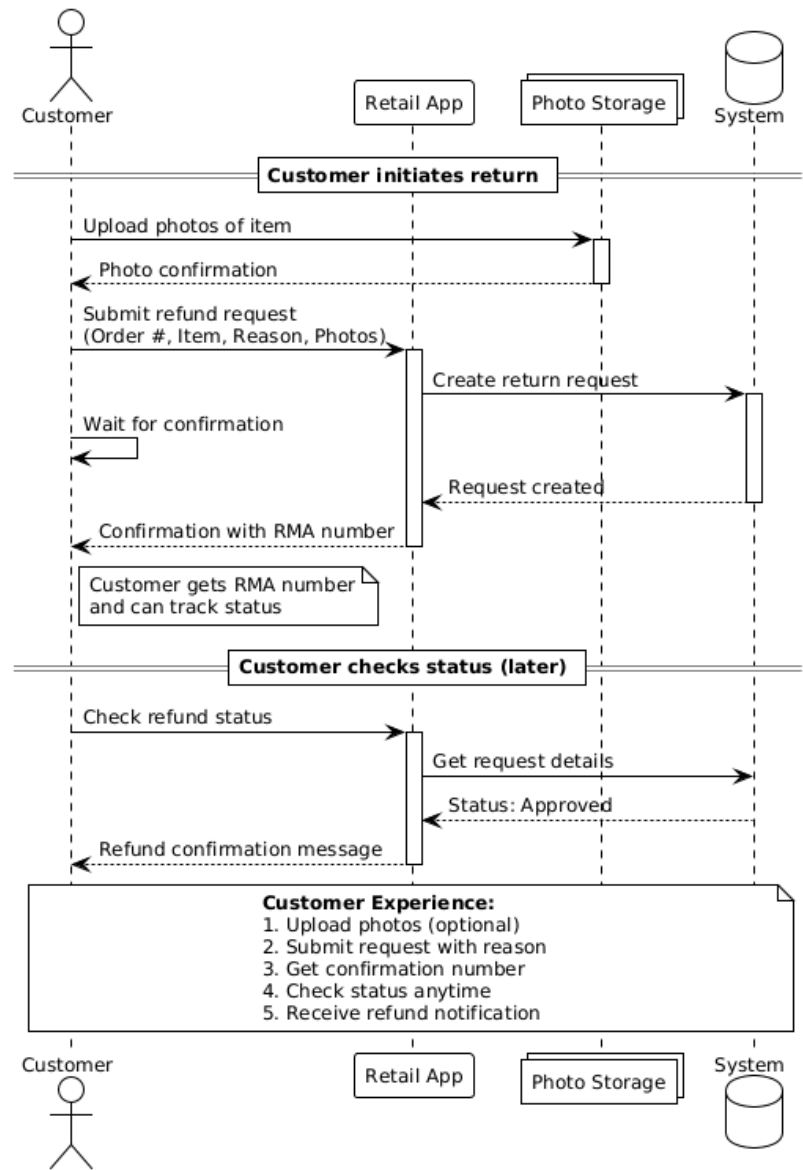 Customer
Retail App
Photo Storage
System
Customer initiates return
Upload photos of item
Photo confirmation
Submit refund request
(Order #, Item, Reason, Photos)
Create return request
Wait for confirmation
Request created
Confirmation with RMA number
Customer gets RMA number
and can track status
Customer checks status (later)
Check refund status
Get request details
Status: Approved
Refund confirmation message
Customer Experience:
1. Upload photos (optional)
2. Submit request with reason
3. Get confirmation number
4. Check status anytime
5. Receive refund notification
Customer
Retail App
Photo Storage
System